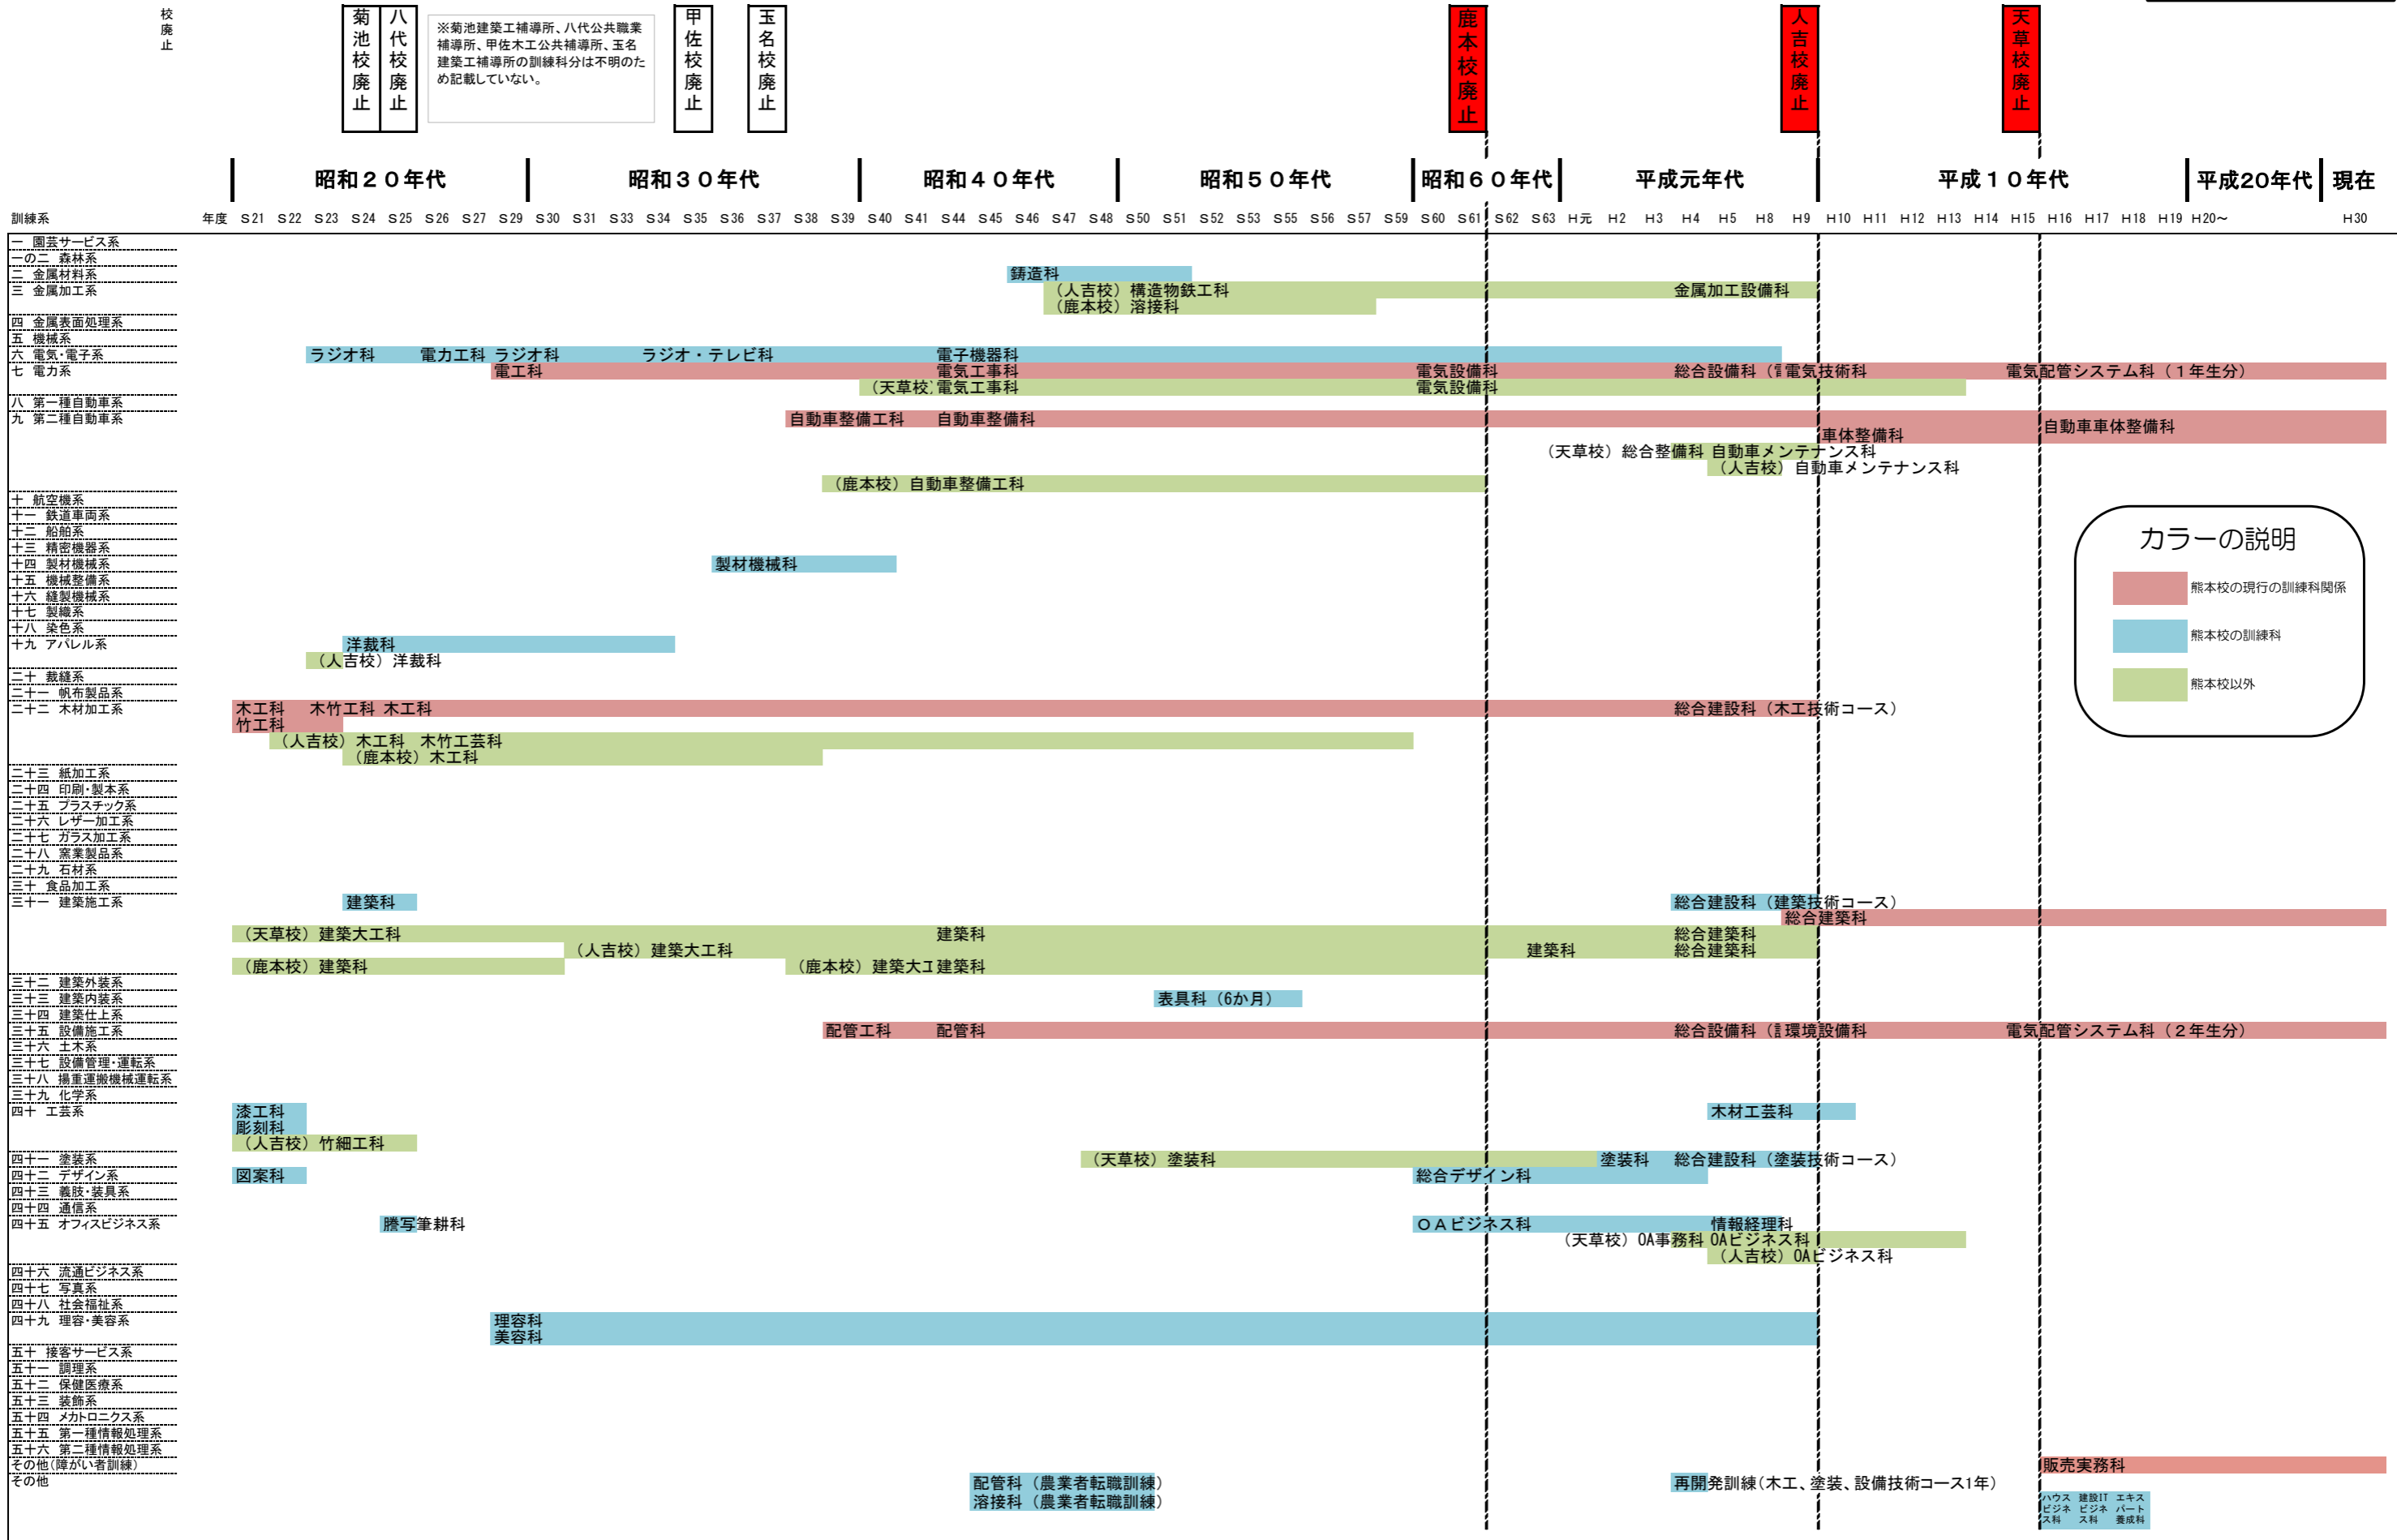 校廃止
菊池校廃止
八代校廃止
※菊池建築工補導所、八代公共職業
補導所、甲佐木工公共補導所、玉名
建築工補導所の訓練科分は不明のた
め記載していない。
甲佐校廃止
玉名校廃止
鹿本校廃止
人吉校廃止
天草校廃止
昭和２０年代 昭和３０年代 昭和４０年代 昭和５０年代 昭和６０年代 平成元年代 平成１０年代 平成20年代 現在
訓練系 年度 S21 S22 S23 S24 S25 S26 S27 S29 S30 S31 S33 S34 S35 S36 S37 S38 S39 S40 S41 S44 S45 S46 S47 S48 S50 S51 S52 S53 S55 S56 S57 S59 S60 S61 S62 S63 H元 H2 H3 H4 H5 H8 H9 H10 H11 H12 H13 H14 H15 H16 H17 H18 H19 H20～ H30
一 園芸サービス系
一の二 森林系
二 金属材料系 鋳造科
三 金属加工系 （人吉校）構造物鉄工科 金属加工設備科
（鹿本校）溶接科
四 金属表面処理系
五 機械系
六 電気・電子系 ラジオ科 電力工科 ラジオ科 ラジオ・テレビ科 電子機器科
七 電力系 電工科 電気工事科 電気設備科 総合設備科（ 電気技術科 電気配管システム科（１年生分）
（天草校） 電気工事科 電気設備科
八 第一種自動車系
九 第二種自動車系 自動車整備工科 自動車整備科 自動車車体整備科
車体整備科
（天草校）総合整備科 自動車メンテナンス科
（人吉校）自動車メンテナンス科
（鹿本校）自動車整備工科
十 航空機系
十一 鉄道車両系
十二 船舶系
十三 精密機器系
十四 製材機械系 製材機械科
十五 機械整備系
十六 縫製機械系
十七 製織系
十八 染色系
十九 アパレル系 洋裁科
（人吉校）洋裁科
二十 裁縫系
二十一 帆布製品系
二十二 木材加工系 木工科 木竹工科 木工科 総合建設科（木工技術コース）
竹工科
（人吉校）木工科 木竹工芸科
（鹿本校）木工科
二十三 紙加工系
二十四 印刷・製本系
二十五 プラスチック系
二十六 レザー加工系
二十七 ガラス加工系
二十八 窯業製品系
二十九 石材系
三十 食品加工系
三十一 建築施工系 建築科 総合建設科（建築技術コース）
総合建築科
（天草校）建築大工科 建築科 総合建築科
（人吉校）建築大工科 建築科 総合建築科
（鹿本校）建築科 （鹿本校）建築大工 建築科
三十二 建築外装系
三十三 建築内装系 表具科（6か月）
三十四 建築仕上系
三十五 設備施工系 配管工科 配管科 総合設備科（ 環境設備科 電気配管システム科（２年生分）
三十六 土木系
三十七 設備管理・運転系
三十八 揚重運搬機械運転系
三十九 化学系
四十 工芸系 漆工科 木材工芸科
彫刻科
（人吉校）竹細工科
四十一 塗装系 （天草校）塗装科 塗装科 総合建設科（塗装技術コース）
四十二 デザイン系 図案科 総合デザイン科
四十三 義肢・装具系
四十四 通信系
四十五 オフィスビジネス系 謄写筆耕科 ＯＡビジネス科 情報経理科
（天草校）OA事務科 OAビジネス科
（人吉校）OAビジネス科
四十六 流通ビジネス系
四十七 写真系
四十八 社会福祉系
四十九 理容・美容系 理容科
美容科
五十 接客サービス系
五十一 調理系
五十二 保健医療系
五十三 装飾系
五十四 メカトロニクス系
五十五 第一種情報処理系
五十六 第二種情報処理系
その他（障がい者訓練） 販売実務科
その他 配管科（農業者転職訓練） 再開発訓練（木工、塗装、設備技術コース1年）
溶接科（農業者転職訓練）
ハウス 建設IT エキス
ビジネ ビジネ パート
ス科 ス科 養成科
カラーの説明
熊本校の現行の訓練科関係
熊本校の訓練科
熊本校以外